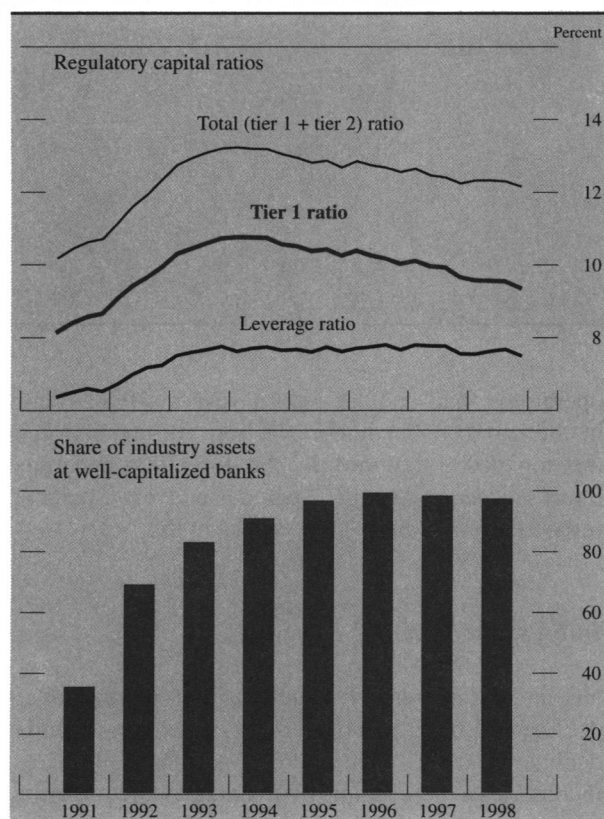 Percent
Regulatory capital ratios
14
Total (tier 1 + tier 2) ratio
12
Tier 1 ratio
10
Leverage ratio
8
Share of industry assets
at well-capitalized banks
100
80
60
40
20
1991 1992 1993 1994 1995 1996 1997 1998